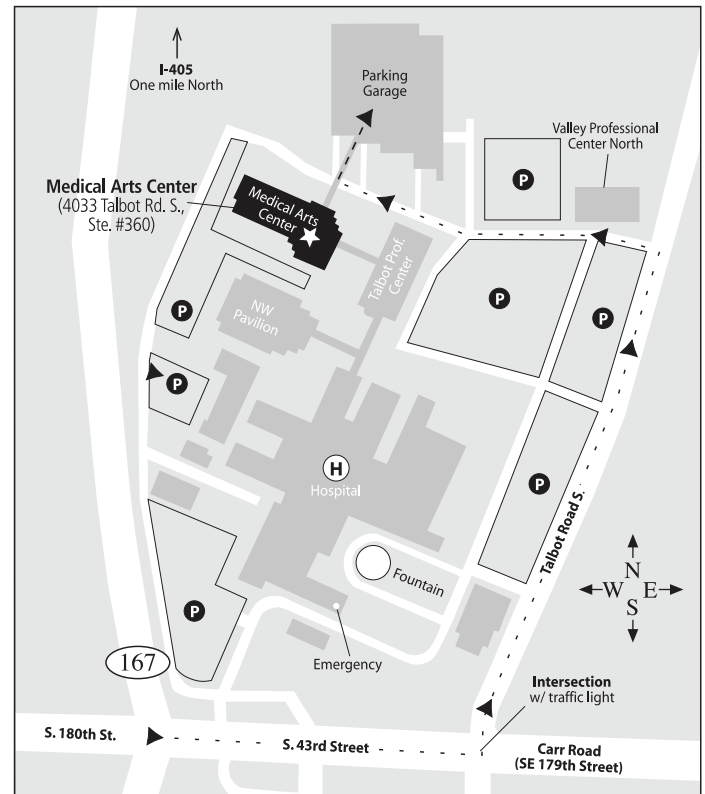 I-405
One mile North
Parking
Garage
Valley Professional
Center North
P
Medical Arts Center
(4033 Talbot Rd. S.,
Ste. #360)
Medical Arts
Center
Talbot Prof.
Center
P
P
P
NW
Pavilion
P
H
Hospital
P
Talbot Road S.
Fountain
N
W E
S
P
Emergency
167
Intersection
w/ traffic light
S. 180th St.
S. 43rd Street
Carr Road
(SE 179th Street)